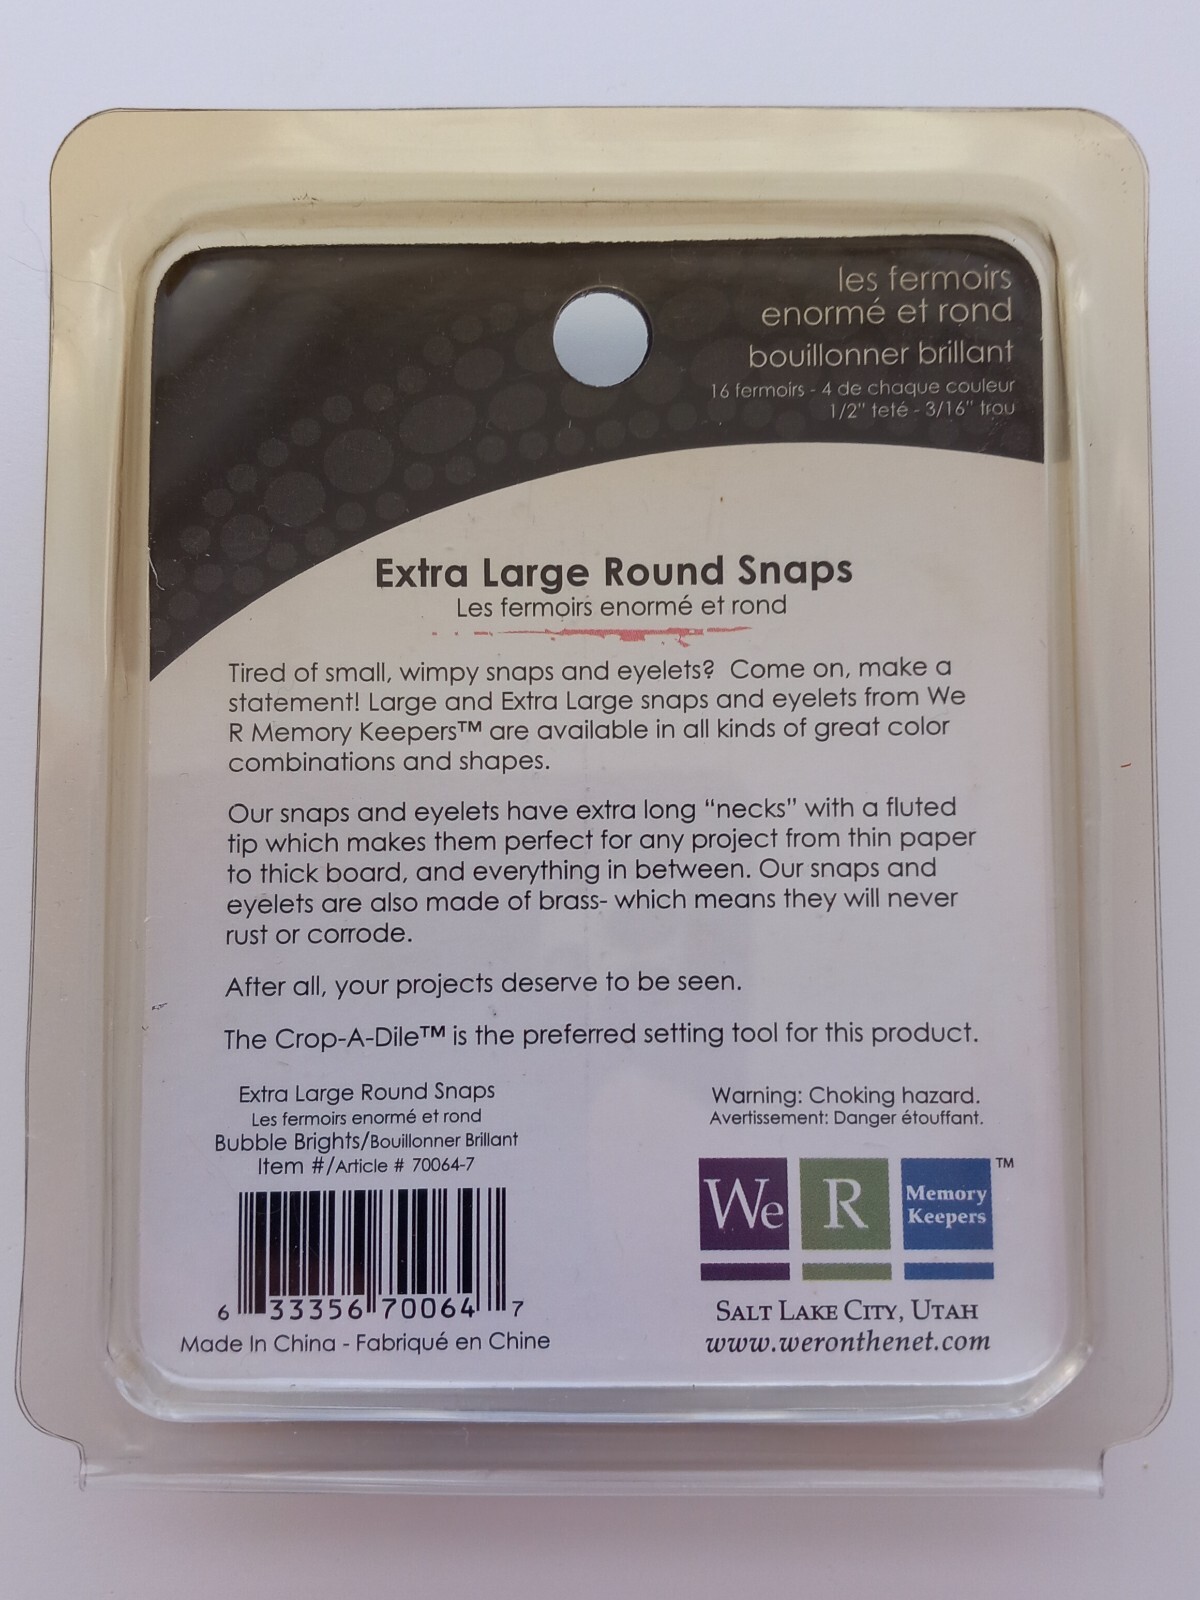 les fermoirs
enormé et rond
bouillonner brillant
16 fermoirs - 4 de chaque couleur
1/2" teté - 3/16" trou
Extra Large Round Snaps
Les fermoirs enormé et rond
Tired of small, wimpy snaps and eyelets? Come on, make a
statement! Large and Extra Large snaps and eyelets from We
R Memory Keepers™ are available in all kinds of great color
combinations and shapes.
Our snaps and eyelets have extra long “necks” with a fluted
tip which makes them perfect for any project from thin paper
to thick board, and everything in between. Our snaps and
eyelets are also made of brass- which means they will never
rust or corrode.
After all, your projects deserve to be seen.
The Crop-A-Dile™ is the preferred setting tool for this product.
Extra Large Round Snaps
Les fermoirs enormé et rond
Bubble Brights/Bouillonner Brillant
Item #/Article # 70064-7
6 33356 70064 7
Made In China - Fabriqué en Chine
Warning: Choking hazard.
Avertissement: Danger étouffant.
We R Memory ™
Keepers
Salt Lake City, Utah
www.weronthenet.com